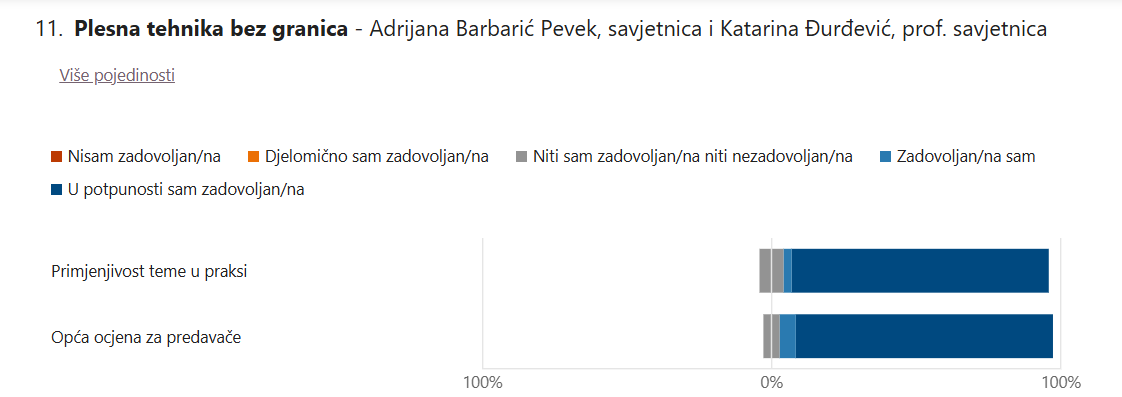 11. Plesna tehnika bez granica - Adrijana Barbarić Pevek, savjetnica i Katarina Đurđević, prof. savjetnica
Više pojedinosti
Nisam zadovoljan/na Djelomično sam zadovoljan/na Niti sam zadovoljan/na niti nezadovoljan/na Zadovoljan/na sam
U potpunosti sam zadovoljan/na
Primjenjivost teme u praksi
Opća ocjena za predavače
100% 0% 100%